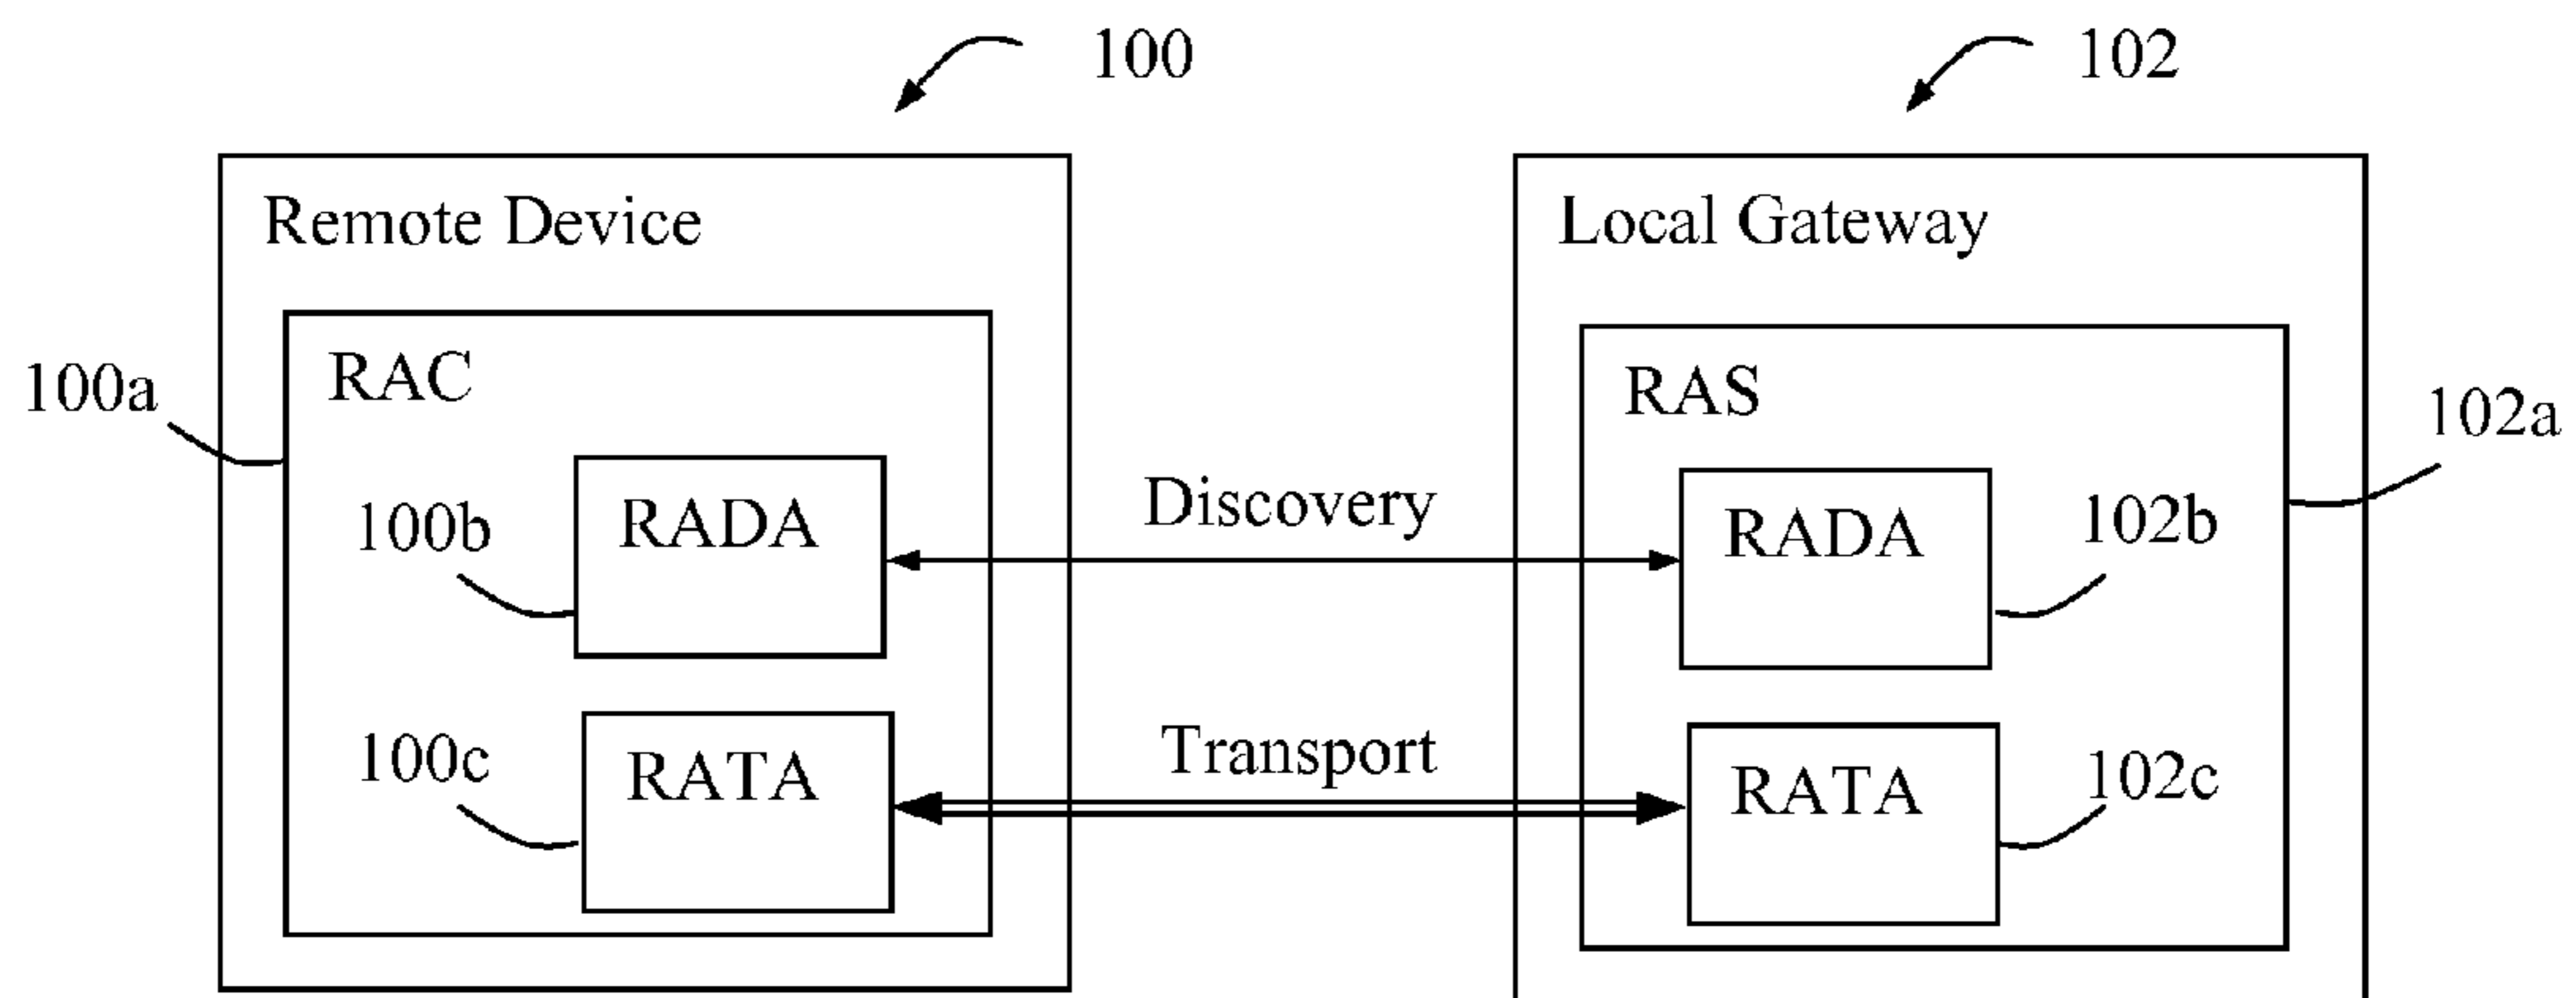 100
102
Remote Device
Local Gateway
RAC
RAS
100a
102a
100b
RADA
Discovery
RADA
102b
100c
RATA
Transport
RATA
102c